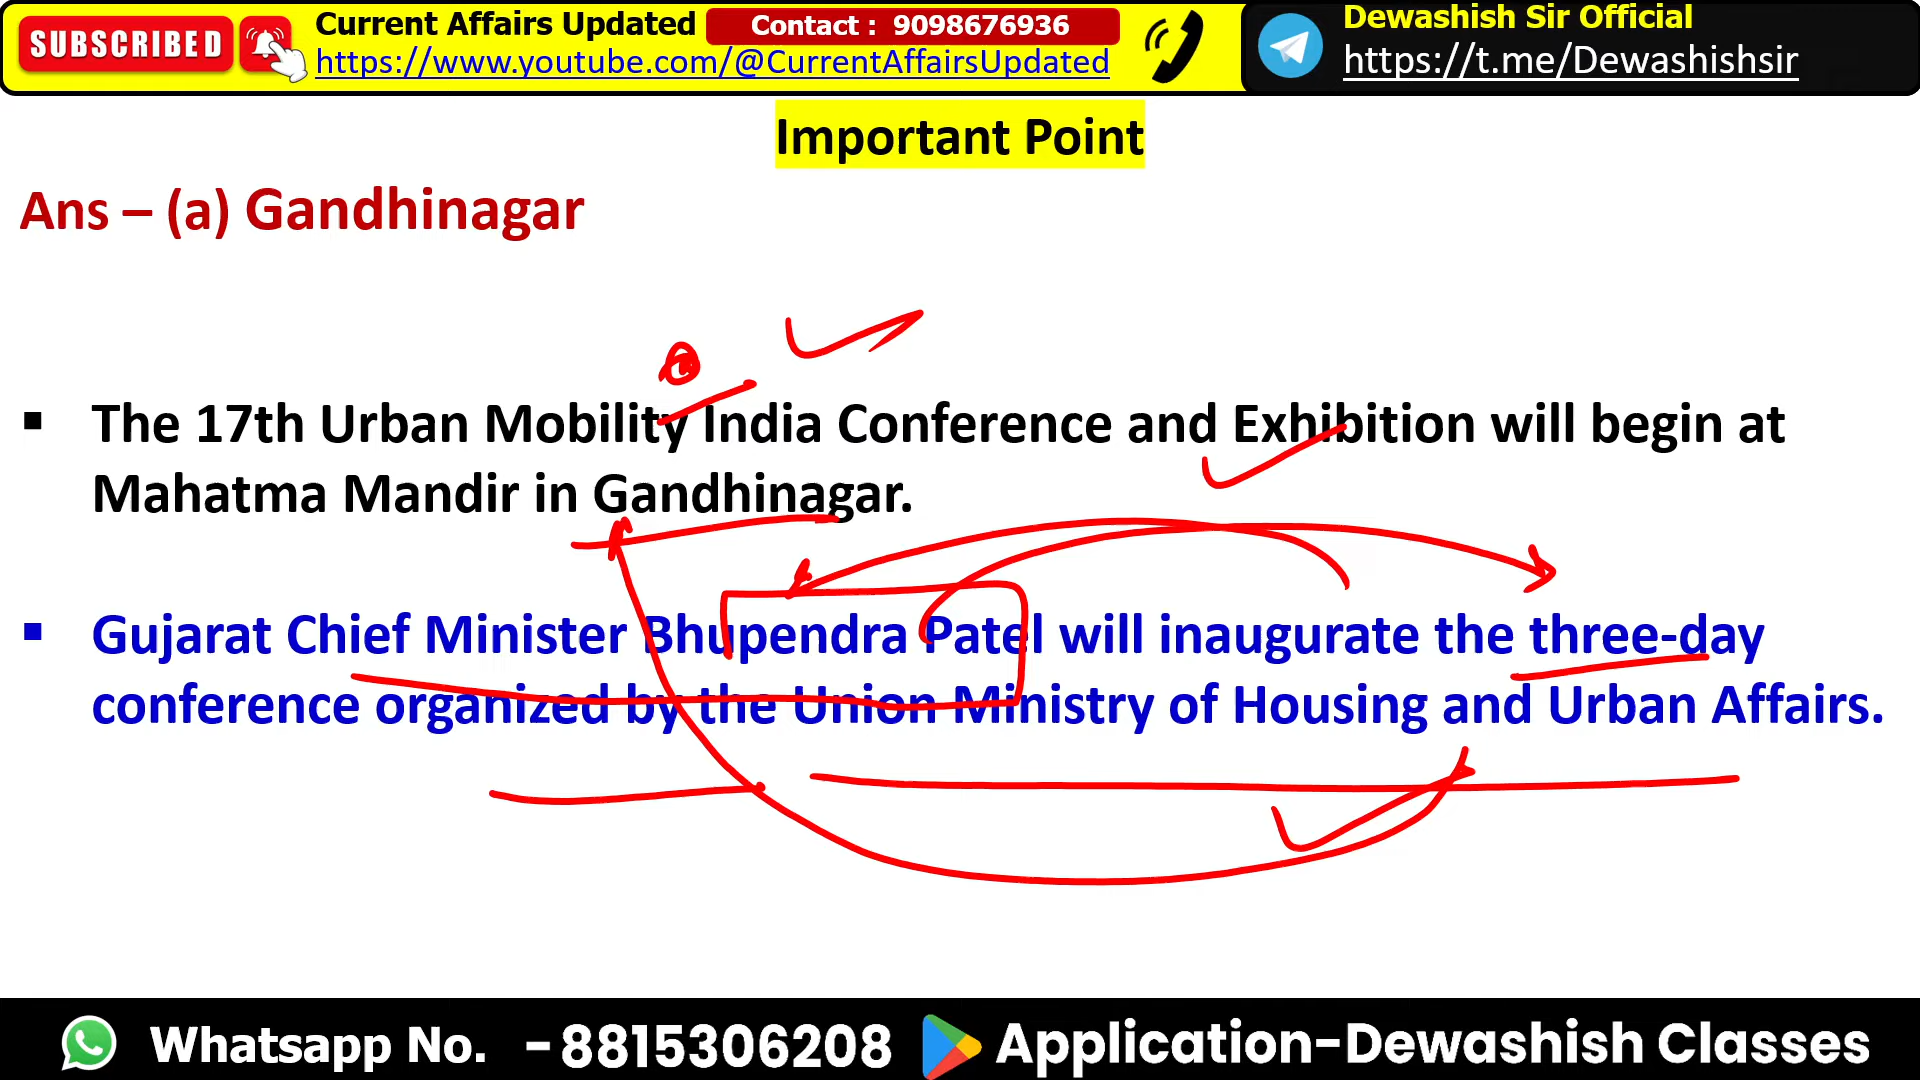 SUBSCRIBED
Current Affairs Updated
Contact : 9098676936
https://www.youtube.com/@CurrentAffairsUpdated
Dewashish Sir Official
https://t.me/Dewashishsir
Important Point
Ans – (a) Gandhinagar
▪ The 17th Urban Mobility India Conference and Exhibition will begin at
Mahatma Mandir in Gandhinagar.
▪ Gujarat Chief Minister Bhupendra Patel will inaugurate the three-day
conference organized by the Union Ministry of Housing and Urban Affairs.
Whatsapp No. -8815306208
Application-Dewashish Classes